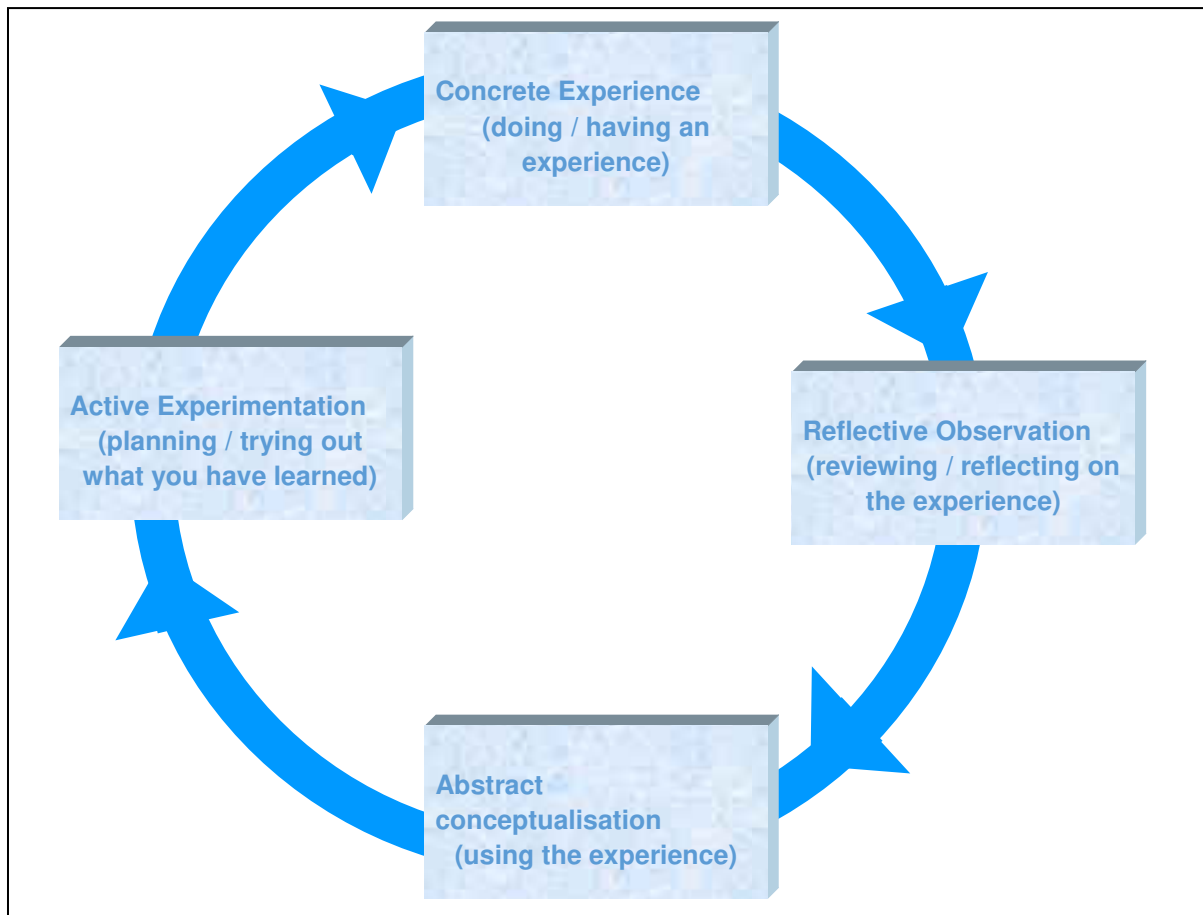 Concrete Experience
(doing / having an
experience)
Reflective Observation
(reviewing / reflecting on
the experience)
Abstract
conceptualisation
(using the experience)
Active Experimentation
(planning / trying out
what you have learned)